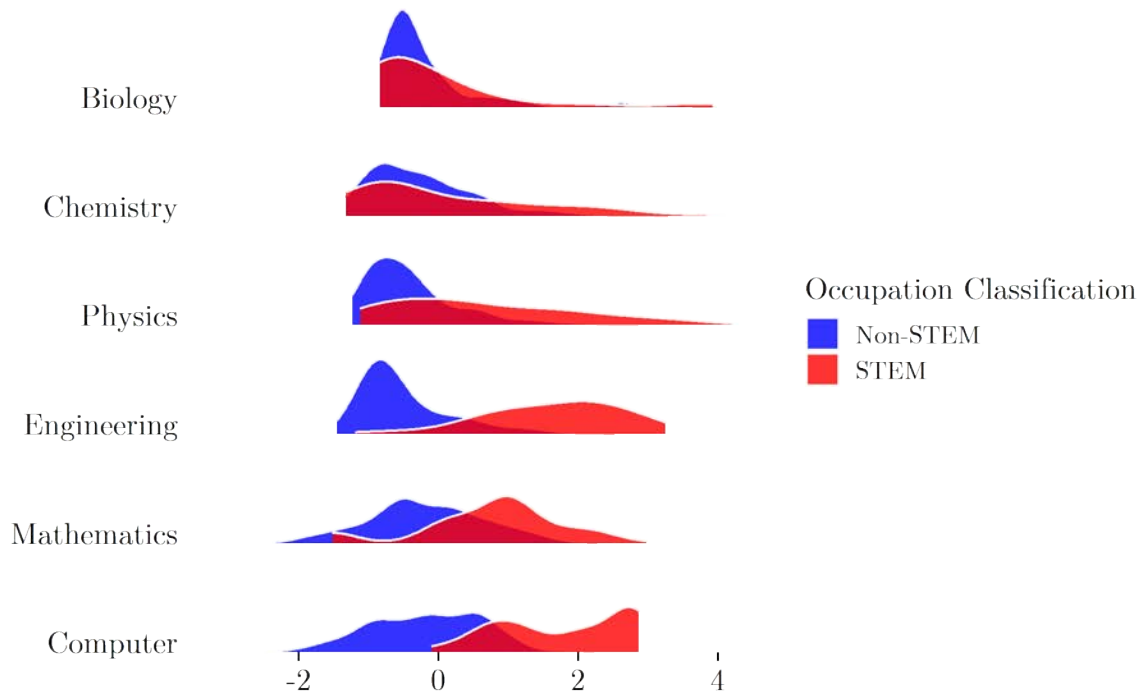 Biology
Chemistry
Physics
Engineering
Mathematics
Computer
-2 0 2 4
Occupation Classification
Non-STEM
STEM